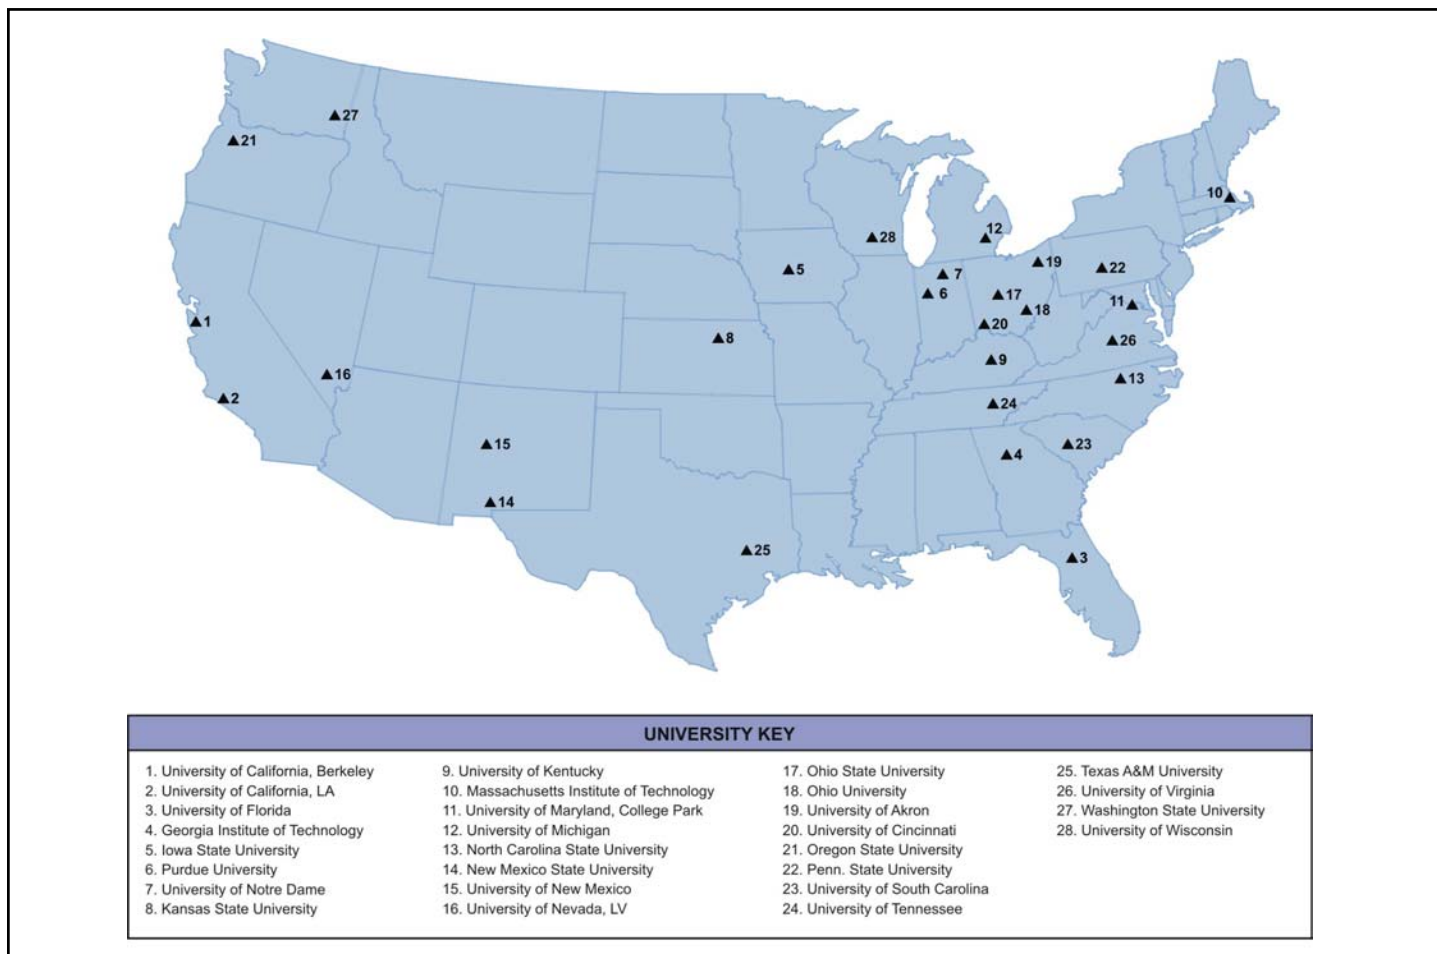 27
21
10
12
28
19
5
7
22
6
17
11
18
1
20
8
26
9
16
13
2
24
15
23
4
14
25
3
UNIVERSITY KEY
1. University of California, Berkeley
2. University of California, LA
3. University of Florida
4. Georgia Institute of Technology
5. Iowa State University
6. Purdue University
7. University of Notre Dame
8. Kansas State University
9. University of Kentucky
10. Massachusetts Institute of Technology
11. University of Maryland, College Park
12. University of Michigan
13. North Carolina State University
14. New Mexico State University
15. University of New Mexico
16. University of Nevada, LV
17. Ohio State University
18. Ohio University
19. University of Akron
20. University of Cincinnati
21. Oregon State University
22. Penn. State University
23. University of South Carolina
24. University of Tennessee
25. Texas A&M University
26. University of Virginia
27. Washington State University
28. University of Wisconsin